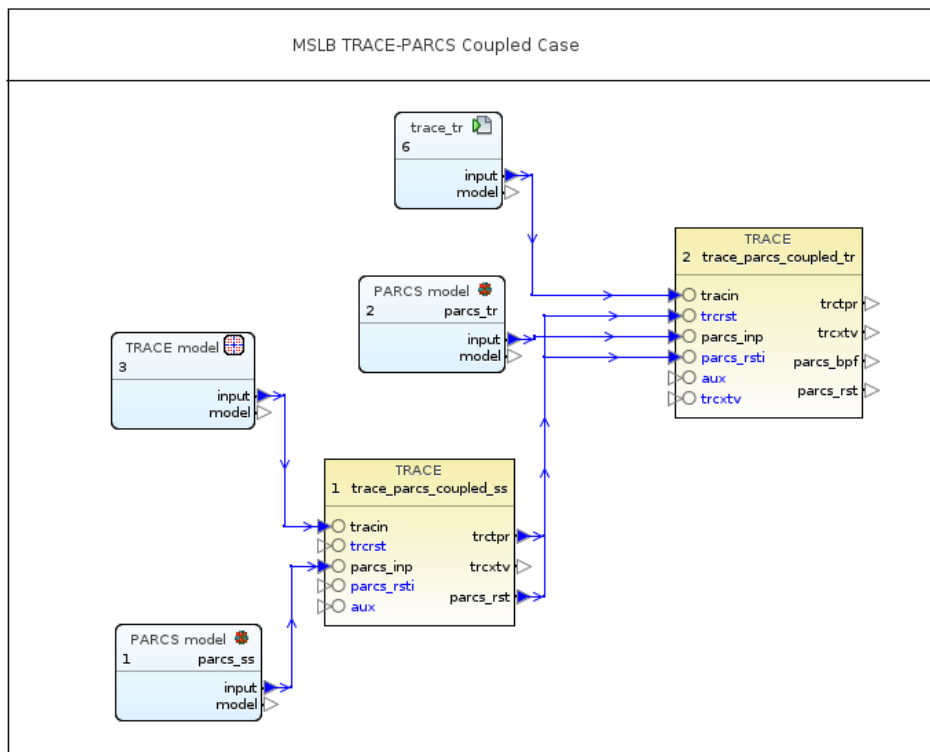 MSLB TRACE-PARCS Coupled Case
trace_tr
6
input
model
TRACE
2 trace_parcs_coupled_tr
tracin
trcrst
parcs_inp
parcs_rsti
aux
trcxtv
trctpr
trcxtv
parcs_bpf
parcs_rst
PARCS model
2 parcs_tr
input
model
TRACE model
3
input
model
TRACE
1 trace_parcs_coupled_ss
tracin
trcrst
parcs_inp
parcs_rsti
aux
trctpr
trcxtv
parcs_rst
PARCS model
1 parcs_ss
input
model